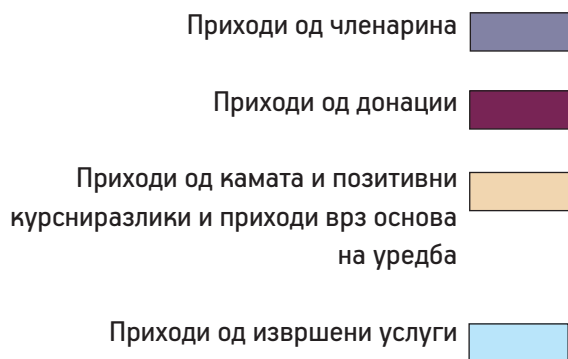 Приходи од членарина
Приходи од донации
Приходи од камата и позитивни
курсниразлики и приходи врз основа
на уредба
Приходи од извршени услуги